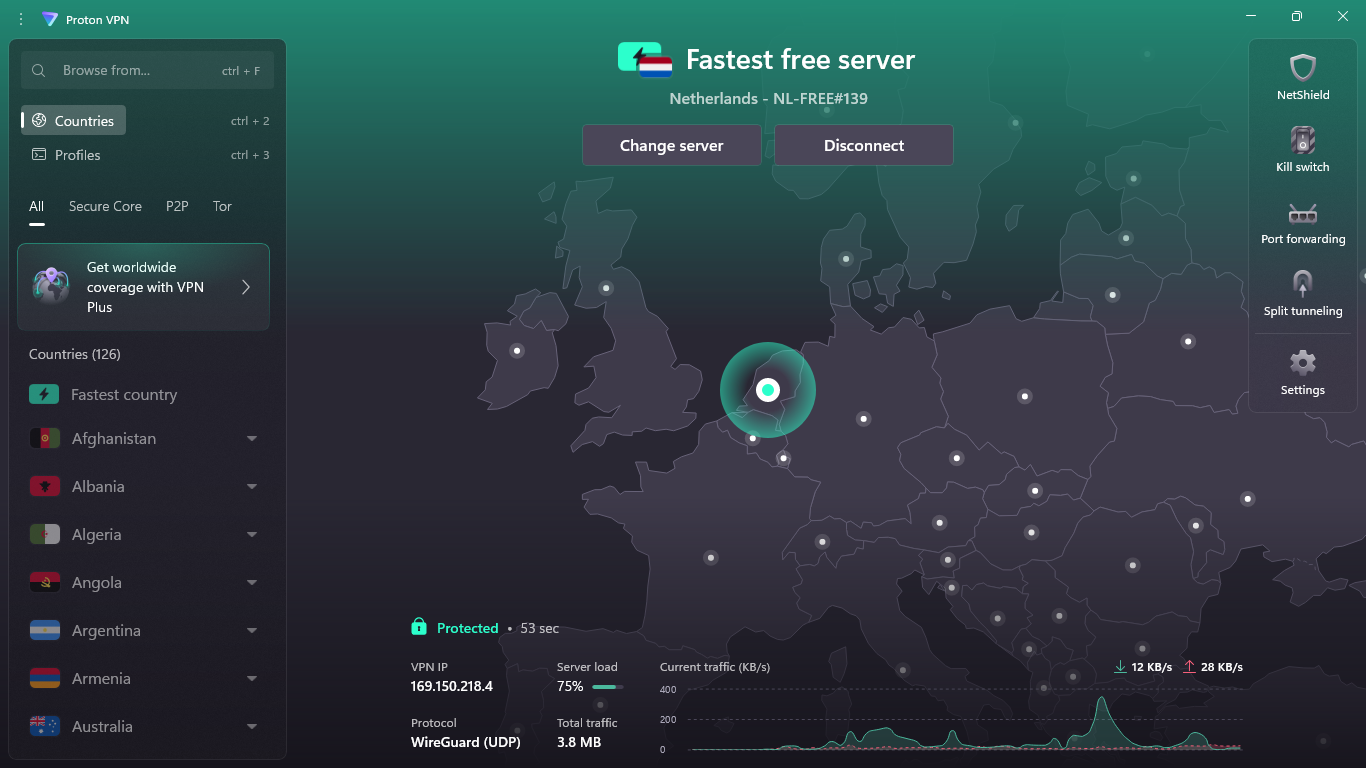 Proton VPN
Browse from...
ctrl + F
Countries
ctrl + 2
Profiles
ctrl + 3
All
Secure Core
P2P
Tor
Get worldwide
coverage with VPN
Plus
Countries (126)
Fastest country
Afghanistan
Albania
Algeria
Angola
Argentina
Armenia
Australia
Fastest free server
Netherlands - NL-FREE#139
Change server
Disconnect
Protected • 53 sec
VPN IP
169.150.218.4
Server load
75%
Protocol
WireGuard (UDP)
Total traffic
3.8 MB
Current traffic (KB/s)
12 KB/s
28 KB/s
400
200
0
NetShield
Kill switch
Port forwarding
Split tunneling
Settings